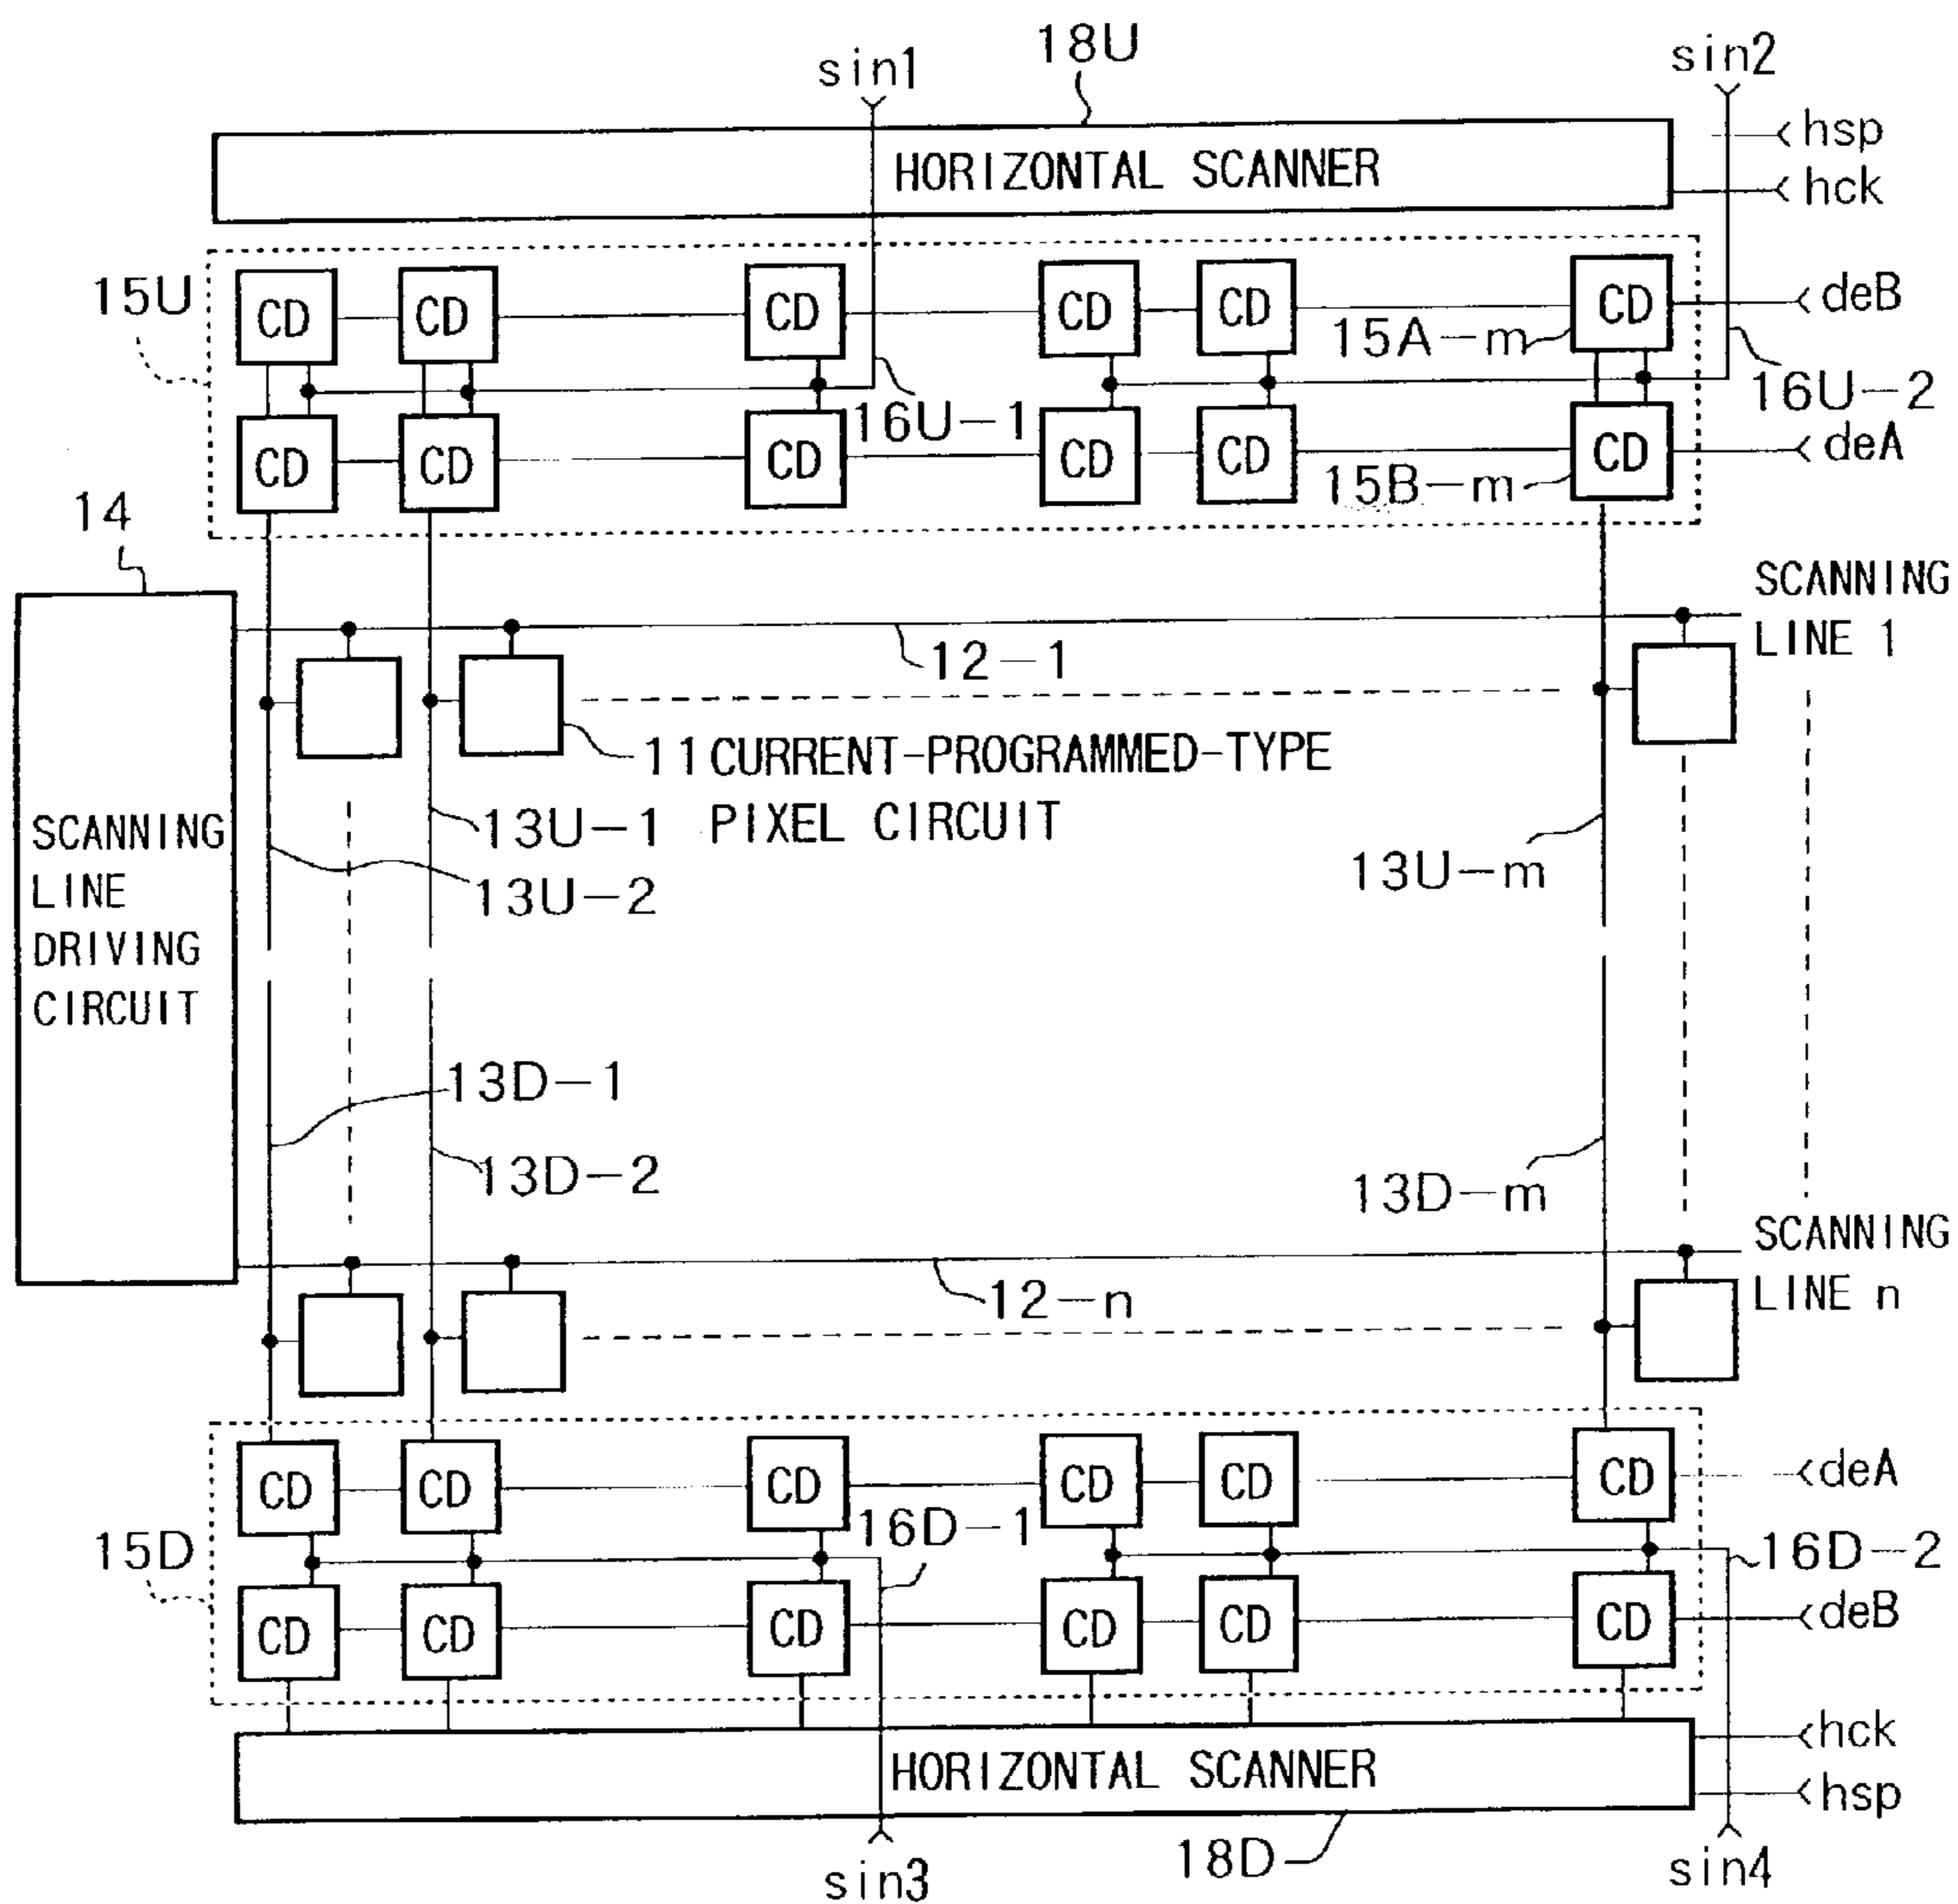 18U
sin1
sin2
hsp
HORIZONTAL SCANNER
hck
15U
CD CD CD CD CD CD
deB
15A-m
16U-1
16U-2
CD CD CD CD CD CD
deA
15B-m
14
SCANNING
LINE 1
12-1
11 CURRENT-PROGRAMMED-TYPE
PIXEL CIRCUIT
13U-1
13U-2
13U-m
SCANNING
LINE
DRIVING
CIRCUIT
13D-1
13D-2
13D-m
SCANNING
LINE n
12-n
CD CD CD CD CD CD
deA
16D-1
15D
16D-2
CD CD CD CD CD CD
deB
hck
HORIZONTAL SCANNER
hsp
18D
sin3
sin4